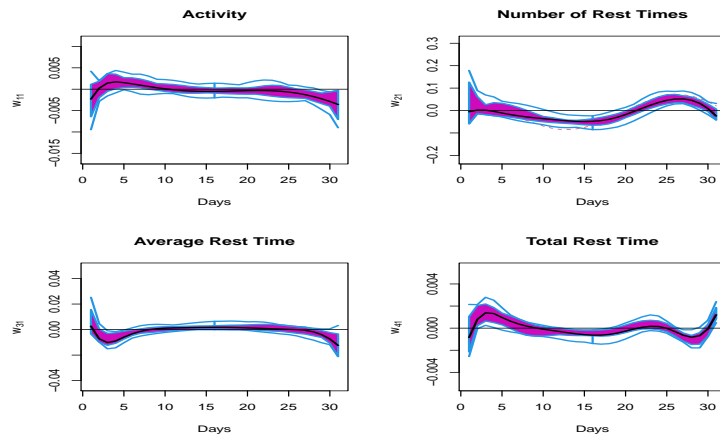 Activity
w11
0.005
-0.005
-0.015
0 5 10 15 20 25 30
Days
Number of Rest Times
w21
0.3
0.2
0.1
0.0
-0.2
0 5 10 15 20 25 30
Days
Average Rest Time
w31
0.04
0.02
0.00
-0.04
0 5 10 15 20 25 30
Days
Total Rest Time
w41
0.004
0.000
-0.004
0 5 10 15 20 25 30
Days